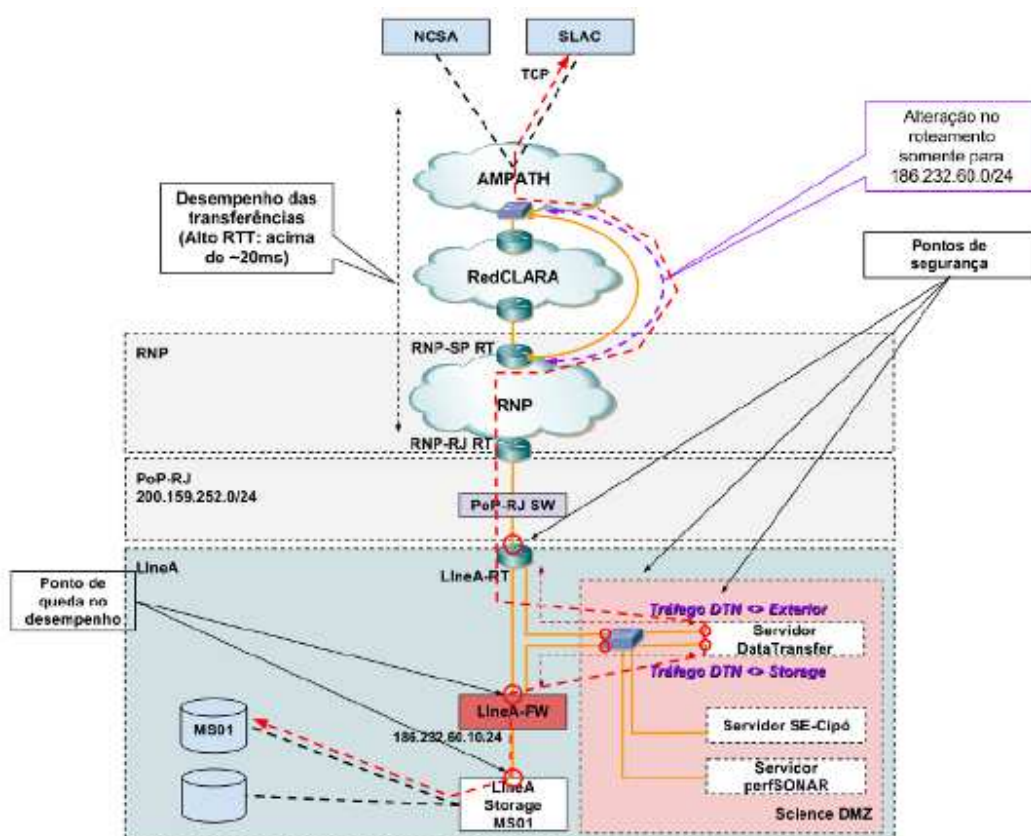 NCSA
SLAC
TCP
Alteração no
roteamento
somente para
186.232.60.0/24
AMPATH
Desempenho das
transferências
(Alto RTT: acima
de ~20ms)
Pontos de
segurança
RedCLARA
RNP-SP RT
RNP
RNP
RNP-RJ RT
PoP-RJ
200.159.252.0/24
PoP-RJ SW
LIneA
Ponto de
queda no
desempenho
LIneA-RT
Tráfego DTN <> Exterior
Servidor
DataTransfer
Tráfego DTN <> Storage
LIneA-FW
186.232.60.10.24
MS01
Servidor SE-Cipó
Servidor
perfSONAR
LIneA
Storage
MS01
Science DMZ